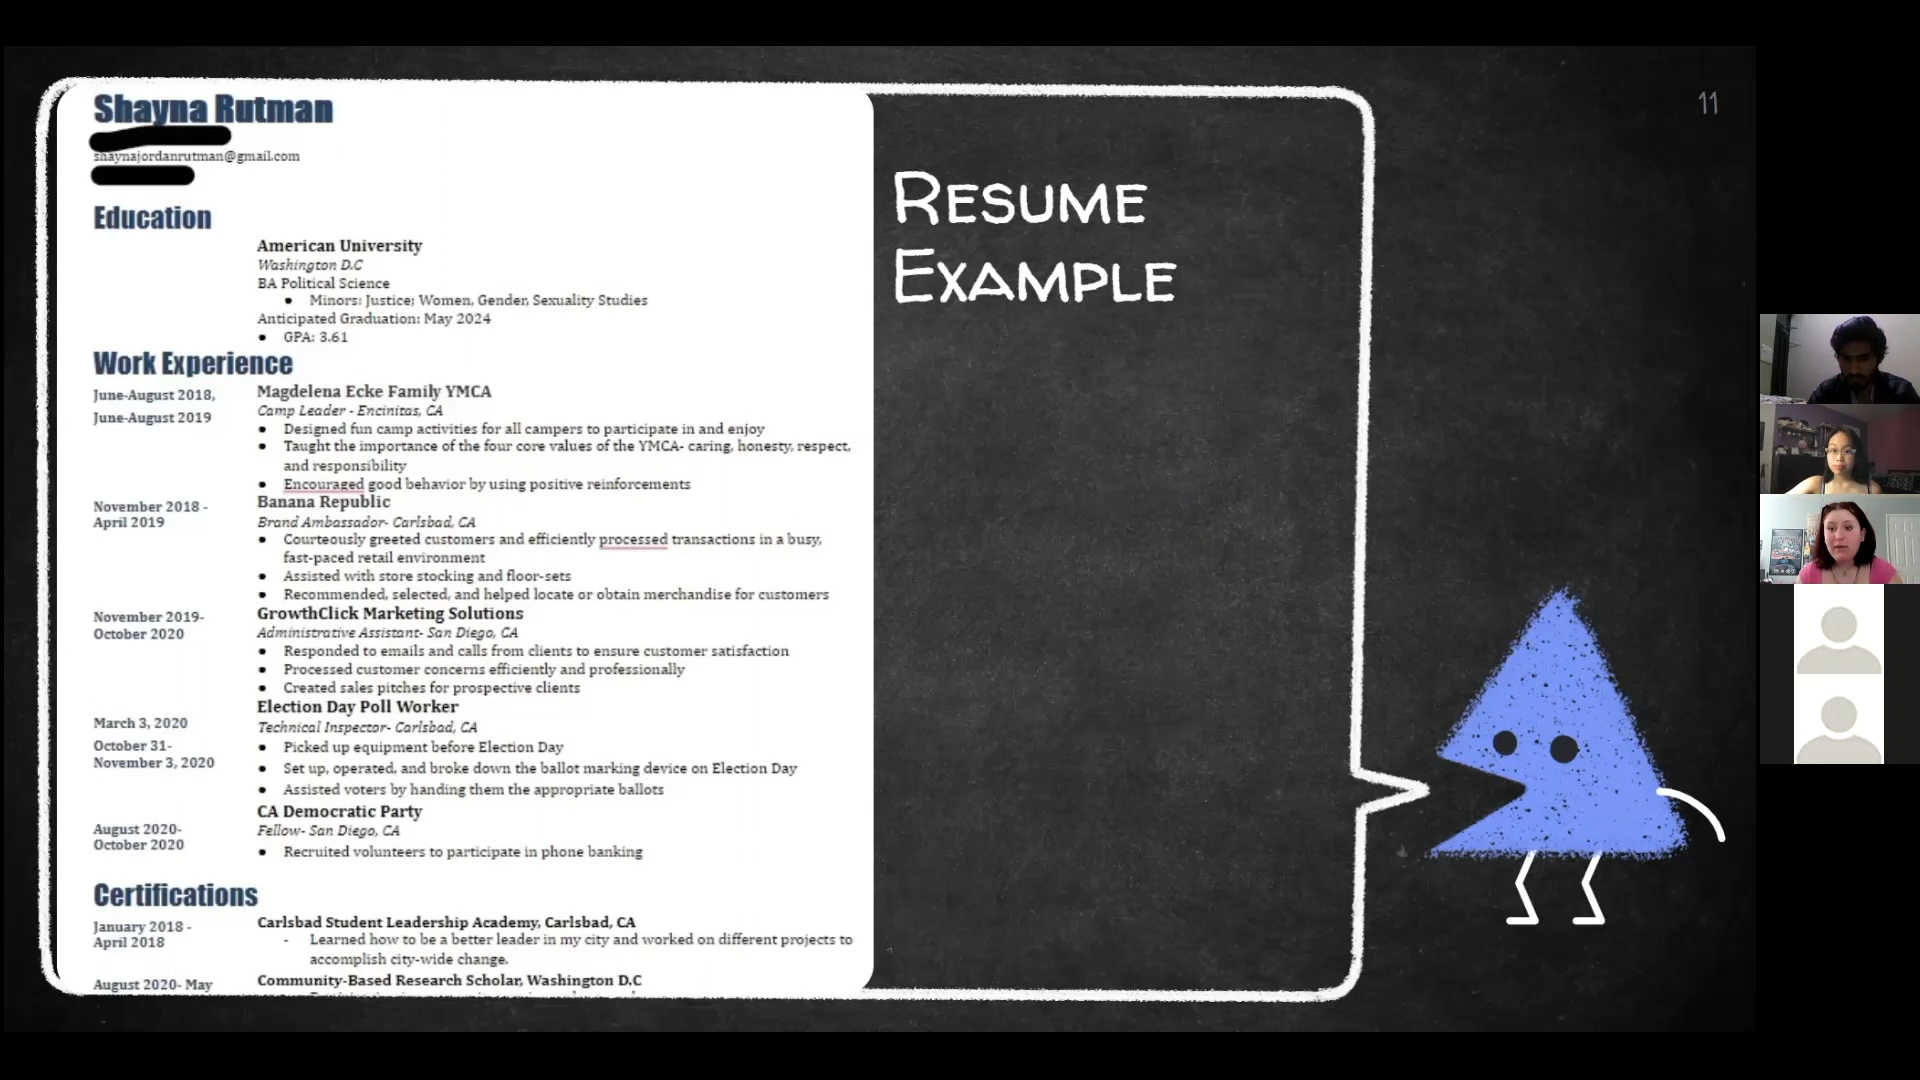 11
Shayna Rutman
shaynajordanrutman@gmail.com
Education
American University
Washington D.C
BA Political Science
● Minors: Justice; Women, Gender, Sexuality Studies
Anticipated Graduation: May 2024
● GPA: 3.61
Work Experience
June-August 2018,
June-August 2019
Magdelena Ecke Family YMCA
Camp Leader - Encinitas, CA
● Designed fun camp activities for all campers to participate in and enjoy
● Taught the importance of the four core values of the YMCA- caring, honesty, respect,
and responsibility
● Encouraged good behavior by using positive reinforcements
November 2018 -
April 2019
Banana Republic
Brand Ambassador- Carlsbad, CA
● Courteously greeted customers and efficiently processed transactions in a busy,
fast-paced retail environment
● Assisted with store stocking and floor-sets
● Recommended, selected, and helped locate or obtain merchandise for customers
November 2019-
October 2020
GrowthClick Marketing Solutions
Administrative Assistant- San Diego, CA
● Responded to emails and calls from clients to ensure customer satisfaction
● Processed customer concerns efficiently and professionally
● Created sales pitches for prospective clients
March 3, 2020
October 31-
November 3, 2020
Election Day Poll Worker
Technical Inspector- Carlsbad, CA
● Picked up equipment before Election Day
● Set up, operated, and broke down the ballot marking device on Election Day
● Assisted voters by handing them the appropriate ballots
August 2020-
October 2020
CA Democratic Party
Fellow- San Diego, CA
● Recruited volunteers to participate in phone banking
Certifications
January 2018 -
April 2018
Carlsbad Student Leadership Academy, Carlsbad, CA
- Learned how to be a better leader in my city and worked on different projects to
accomplish city-wide change.
August 2020- May
Community-Based Research Scholar, Washington D.C
RESUME
EXAMPLE